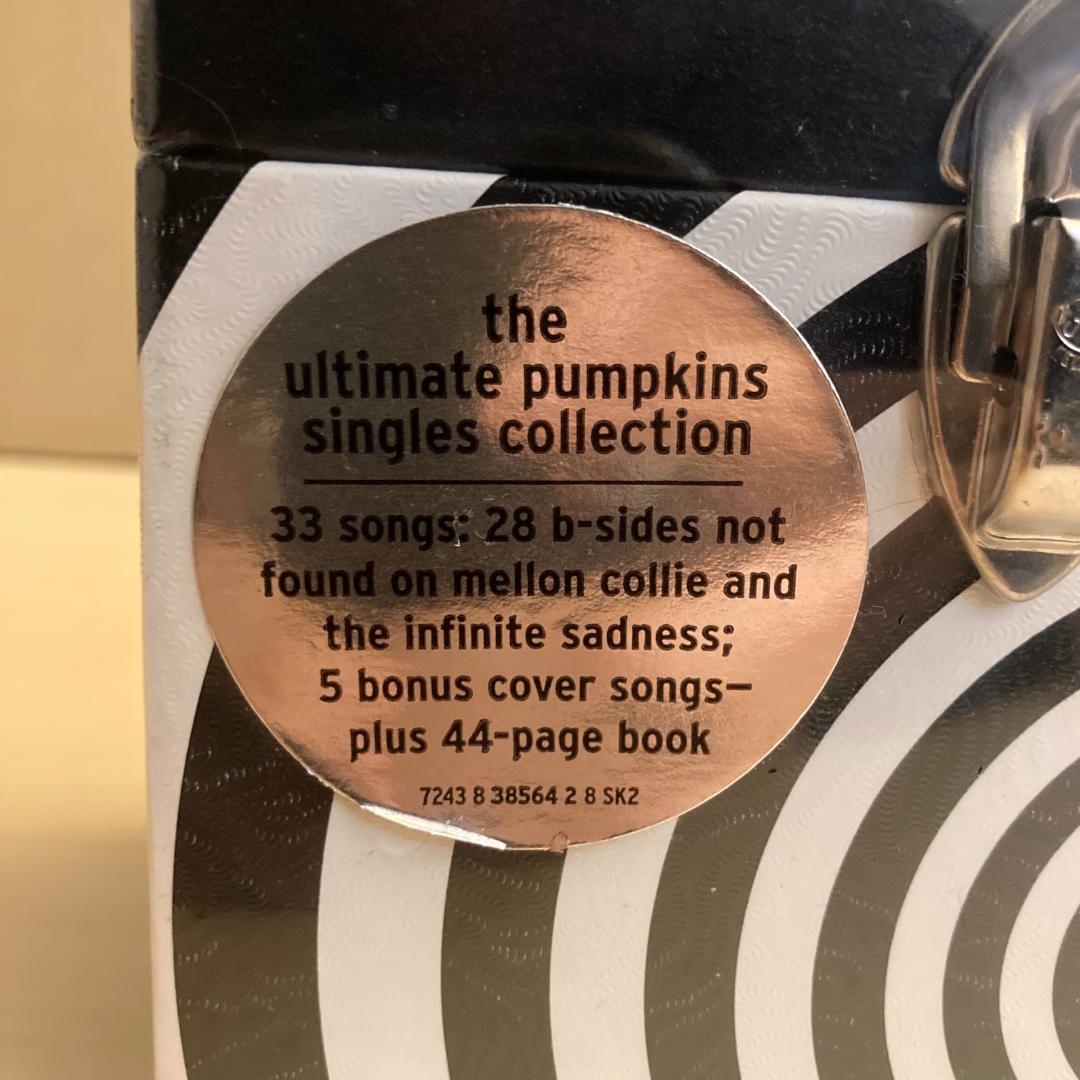 the
ultimate pumpkins
singles collection
33 songs: 28 b-sides not
found on mellon collie and
the infinite sadness;
5 bonus cover songs—
plus 44-page book
7243 8 38564 2 8 SK2